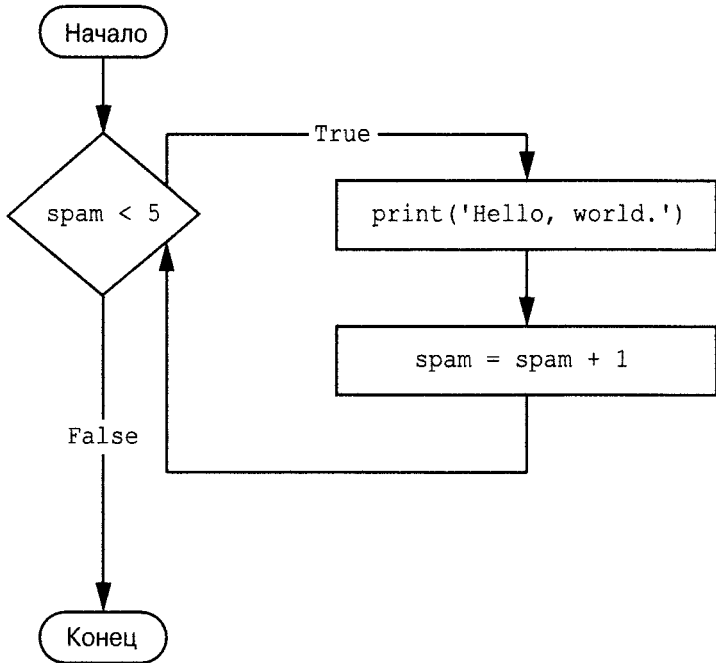 Начало
True
spam < 5
print('Hello, world.')
spam = spam + 1
False
Конец